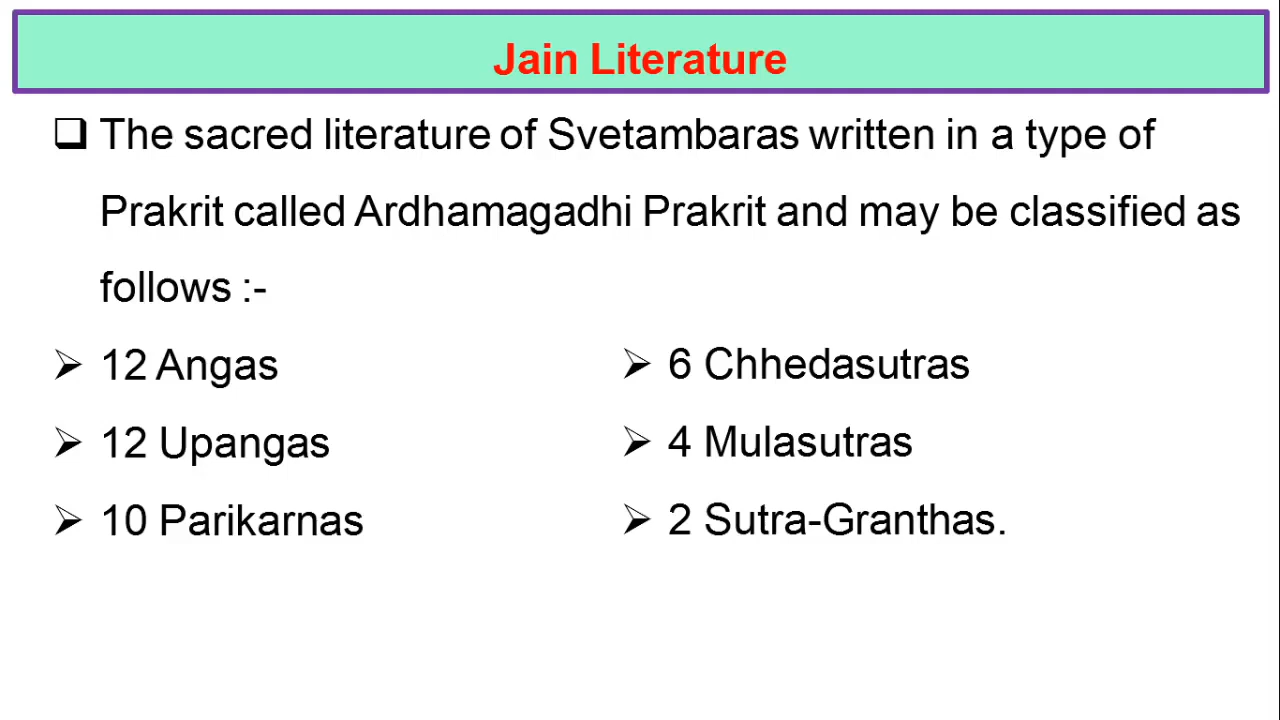 Jain Literature
❑ The sacred literature of Svetambaras written in a type of
Prakrit called Ardhamagadhi Prakrit and may be classified as
follows :-
➢ 12 Angas
➢ 12 Upangas
➢ 10 Parikarnas
➢ 6 Chhedasutras
➢ 4 Mulasutras
➢ 2 Sutra-Granthas.